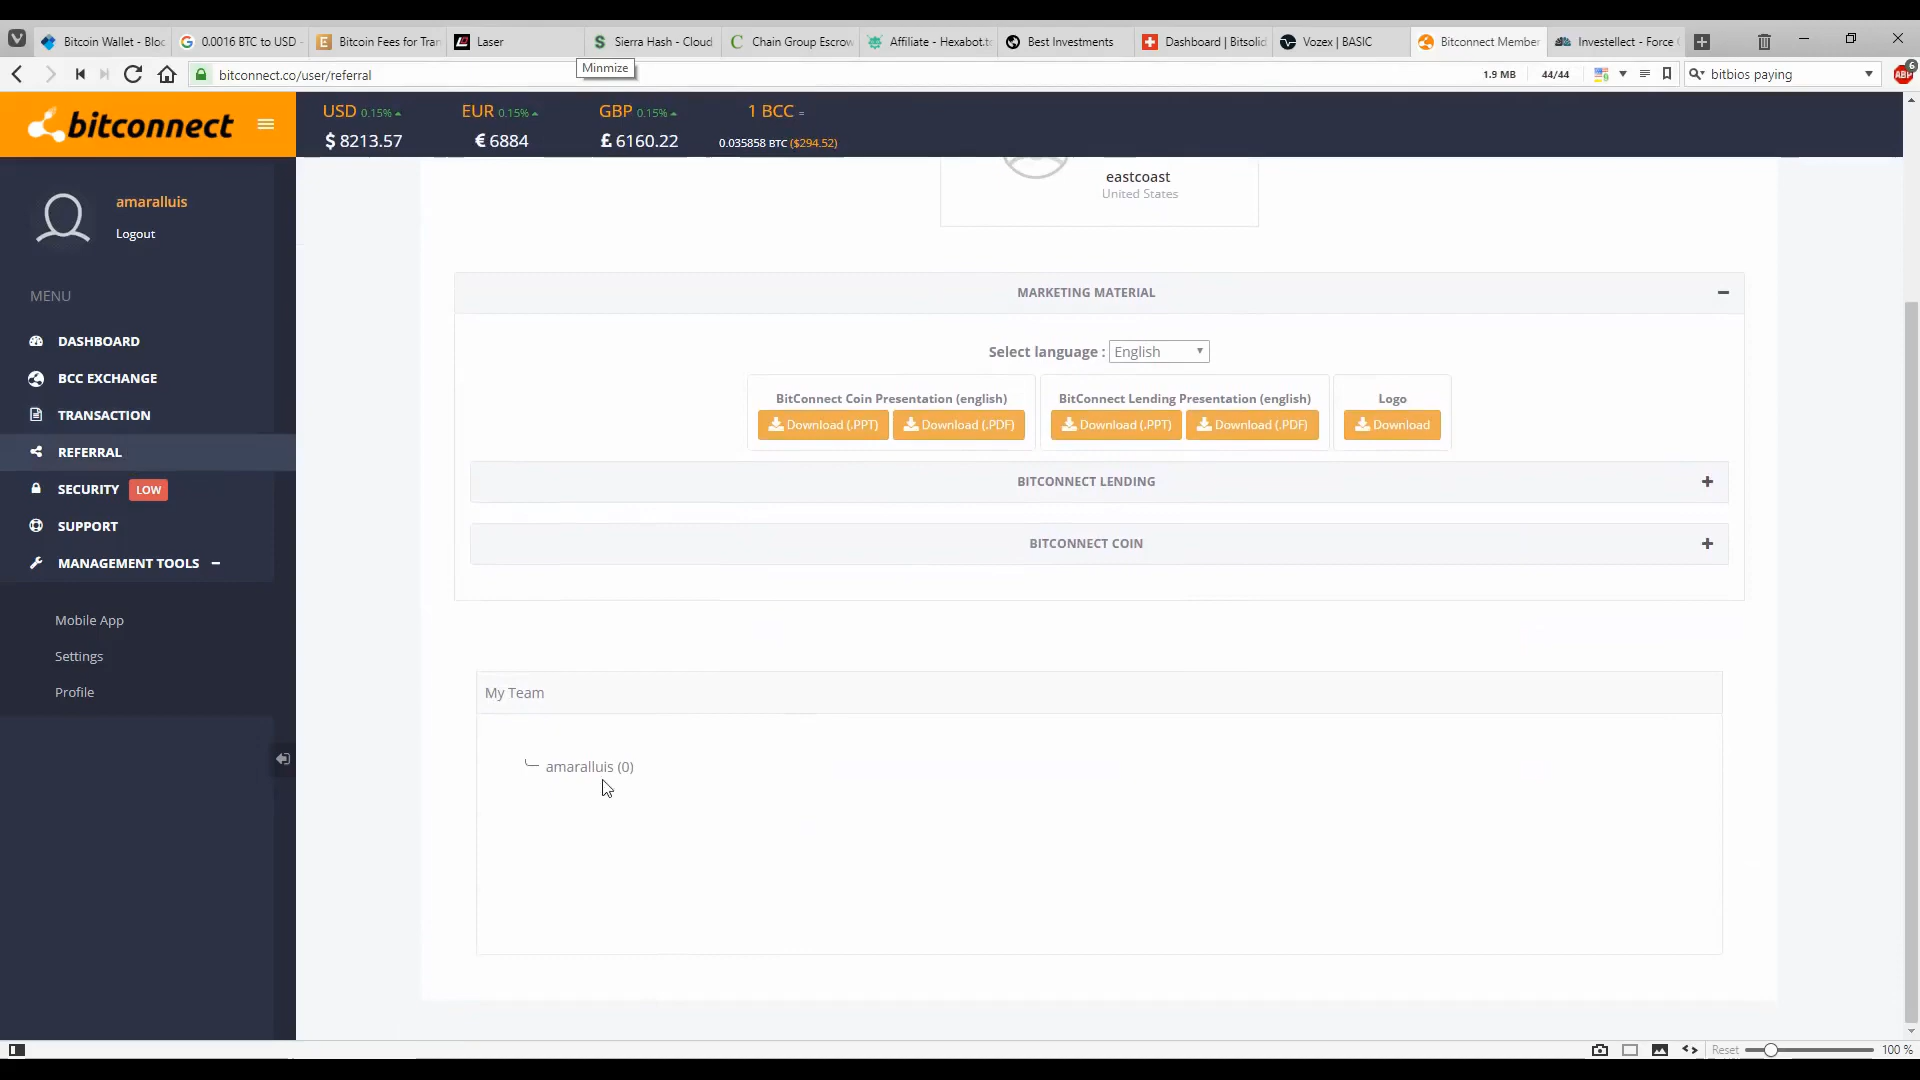 Bitcoin Wallet - Bloc
0.0016 BTC to USD -
Bitcoin Fees for Tran
Laser
Sierra Hash - Cloud
Chain Group Escrow
Affiliate - Hexabot.te
Best Investments
Dashboard | Bitsolid
Vozex | BASIC
Bitconnect Member
Investellect - Force
Minmize
bitconnect.co/user/referral
1.9 MB
44/44
bitbios paying
ABP
6
bitconnect
USD 0.15%
EUR 0.15%
GBP 0.15%
1 BCC =
$ 8213.57
€ 6884
£ 6160.22
0.035858 BTC ($294.52)
amaralluis
Logout
eastcoast
United States
MENU
DASHBOARD
BCC EXCHANGE
TRANSACTION
REFERRAL
SECURITY LOW
SUPPORT
MANAGEMENT TOOLS
Mobile App
Settings
Profile
MARKETING MATERIAL
Select language : English
BitConnect Coin Presentation (english)
Download (.PPT)
Download (.PDF)
BitConnect Lending Presentation (english)
Download (.PPT)
Download (.PDF)
Logo
Download
BITCONNECT LENDING
BITCONNECT COIN
My Team
amaralluis (0)
Reset
100 %